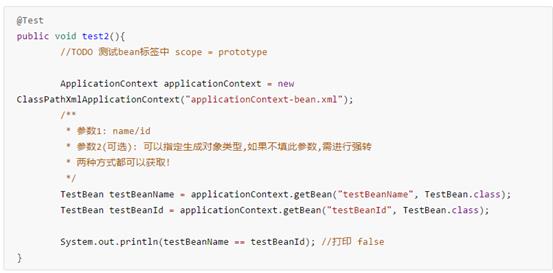 @Test
public void test2(){
//TODO 测试bean标签中 scope = prototype
ApplicationContext applicationContext = new
ClassPathXmlApplicationContext("applicationContext-bean.xml");
/**
* 参数1: name/id
* 参数2(可选): 可以指定生成对象类型,如果不填此参数,需进行强转
* 两种方式都可以获取!
*/
TestBean testBeanName = applicationContext.getBean("testBeanName", TestBean.class);
TestBean testBeanId = applicationContext.getBean("testBeanId", TestBean.class);
System.out.println(testBeanName == testBeanId); //打印 false
}